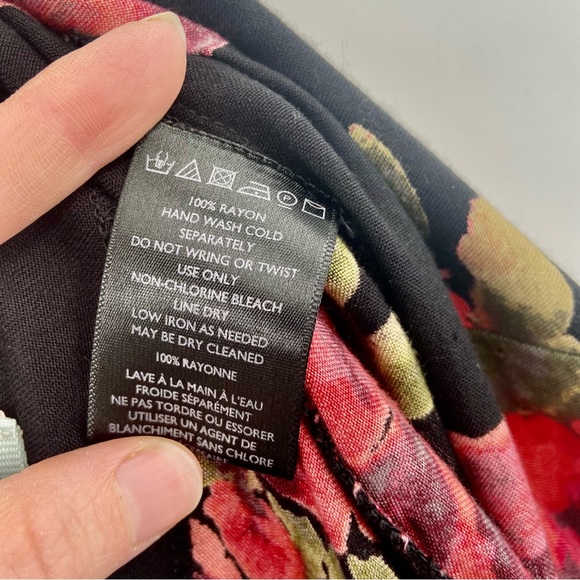 P
100% RAYON
HAND WASH COLD
SEPARATELY
DO NOT WRING OR TWIST
USE ONLY
NON-CHLORINE BLEACH
LINE DRY
LOW IRON AS NEEDED
MAY BE DRY CLEANED
100% RAYONNE
LAVE À LA MAIN À L'EAU
FROIDE SÉPARÉMENT
NE PAS TORDRE OU ESSORER
UTILISER UN AGENT DE
BLANCHIMENT SANS CHLORE